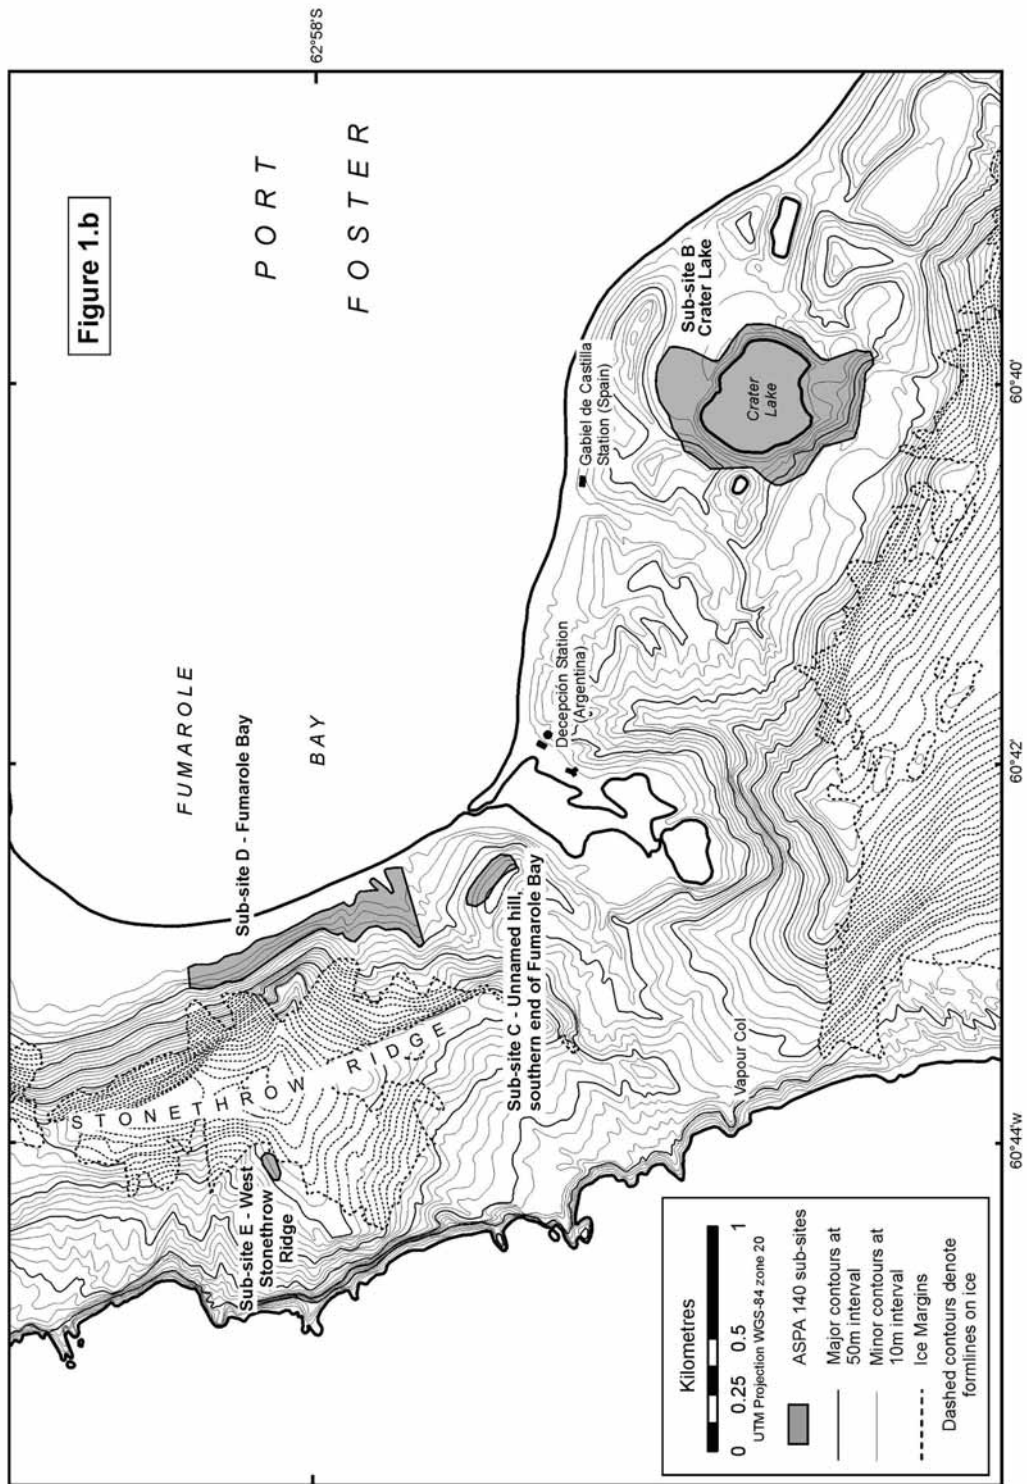 Figure 1.b
62°58'S
PORT
FOSTER
FUMAROLE
BAY
Sub-site D - Fumarole Bay
STONETHROW RIDGE
Sub-site E - West
Stonethrow
Ridge
Sub-site C - Unnamed hill,
southern end of Fumarole Bay
Decepción Station
(Argentina)
Gabiel de Castilla
Station (Spain)
Sub-site B
Crater Lake
Crater
Lake
Vapour Col
60°44'W
60°42'
60°40'
Kilometres
0 0.25 0.5 1
UTM Projection WGS-84 zone 20
ASPA 140 sub-sites
Major contours at
50m interval
Minor contours at
10m interval
Ice Margins
Dashed contours denote
formlines on ice